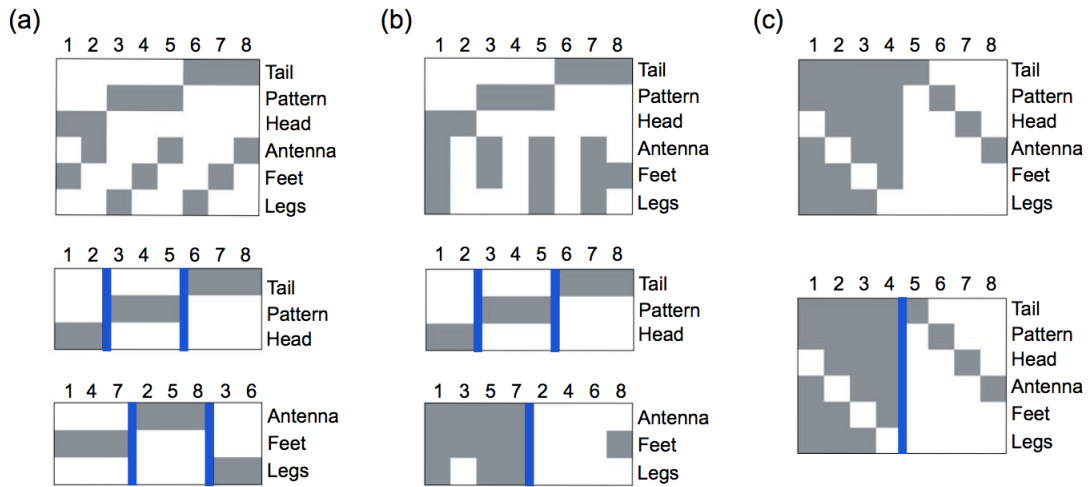 (a)
1 2 3 4 5 6 7 8
Tail
Pattern
Head
Antenna
Feet
Legs
1 2 3 4 5 6 7 8
Tail
Pattern
Head
1 4 7 2 5 8 3 6
Antenna
Feet
Legs
(b)
1 2 3 4 5 6 7 8
Tail
Pattern
Head
Antenna
Feet
Legs
1 2 3 4 5 6 7 8
Tail
Pattern
Head
1 3 5 7 2 4 6 8
Antenna
Feet
Legs
(c)
1 2 3 4 5 6 7 8
Tail
Pattern
Head
Antenna
Feet
Legs
1 2 3 4 5 6 7 8
Tail
Pattern
Head
Antenna
Feet
Legs